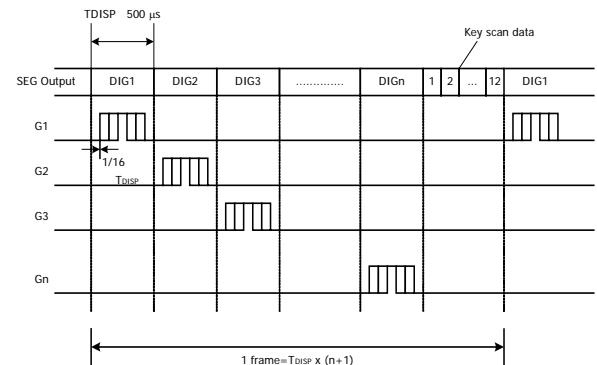 TDISP 500 µs
Key scan data
SEG Output DIG1 DIG2 DIG3 .............. DIGn 1 2 ... 12 DIG1
G1
1/16
TDISP
G2
G3
Gn
1 frame=TDISP x (n+1)